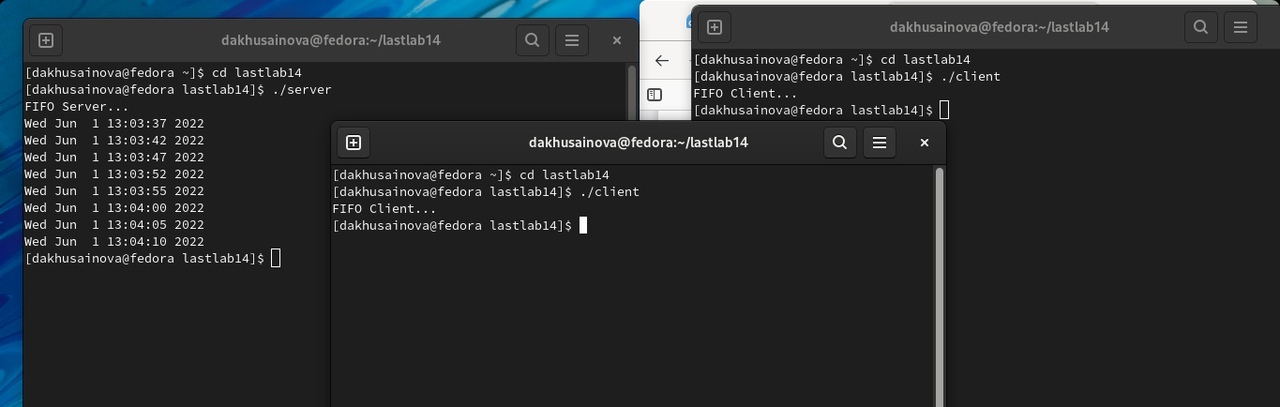 dakhusainova@fedora:~/lastlab14
[dakhusainova@fedora ~]$ cd lastlab14
[dakhusainova@fedora lastlab14]$ ./server
FIFO Server...
Wed Jun  1 13:03:37 2022
Wed Jun  1 13:03:42 2022
Wed Jun  1 13:03:47 2022
Wed Jun  1 13:03:52 2022
Wed Jun  1 13:03:55 2022
Wed Jun  1 13:04:00 2022
Wed Jun  1 13:04:05 2022
Wed Jun  1 13:04:10 2022
[dakhusainova@fedora lastlab14]$
dakhusainova@fedora:~/lastlab14
[dakhusainova@fedora ~]$ cd lastlab14
[dakhusainova@fedora lastlab14]$ ./client
FIFO Client...
[dakhusainova@fedora lastlab14]$
dakhusainova@fedora:~/lastlab14
[dakhusainova@fedora ~]$ cd lastlab14
[dakhusainova@fedora lastlab14]$ ./client
FIFO Client...
[dakhusainova@fedora lastlab14]$